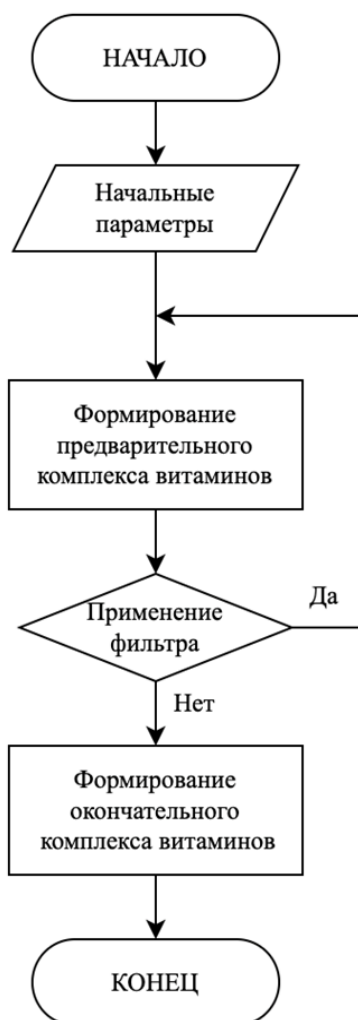 НАЧАЛО
Начальные
параметры
Формирование
предварительного
комплекса витаминов
Применение
фильтра
Да
Нет
Формирование
окончательного
комплекса витаминов
КОНЕЦ